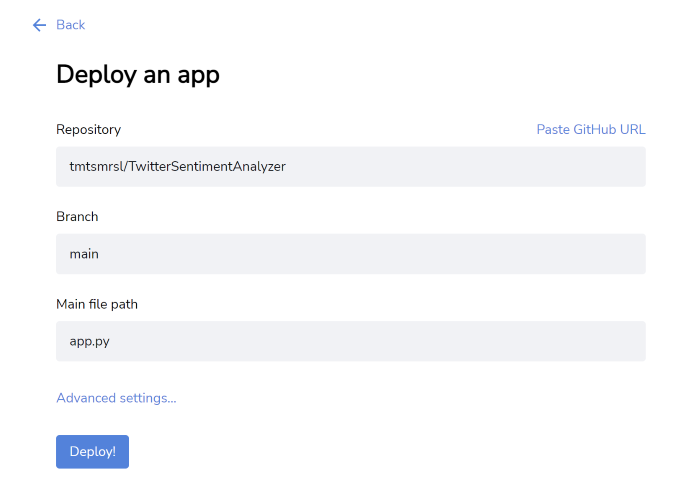 Back
Deploy an app
Repository
Paste GitHub URL
tmtsmrsl/TwitterSentimentAnalyzer
Branch
main
Main file path
app.py
Advanced settings...
Deploy!